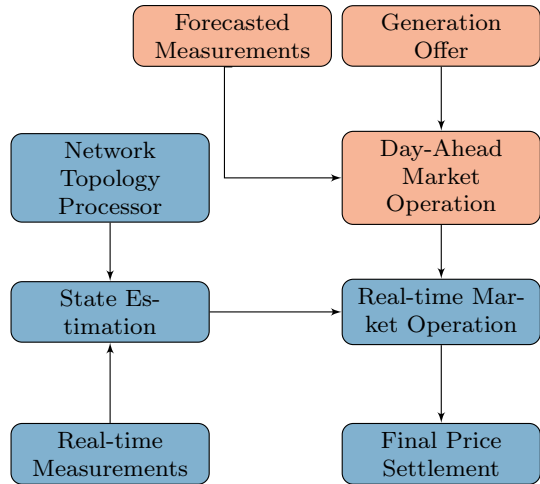 Forecasted
Measurements
Generation
Offer
Network
Topology
Processor
Day-Ahead
Market
Operation
State Es-
timation
Real-time Mar-
ket Operation
Real-time
Measurements
Final Price
Settlement